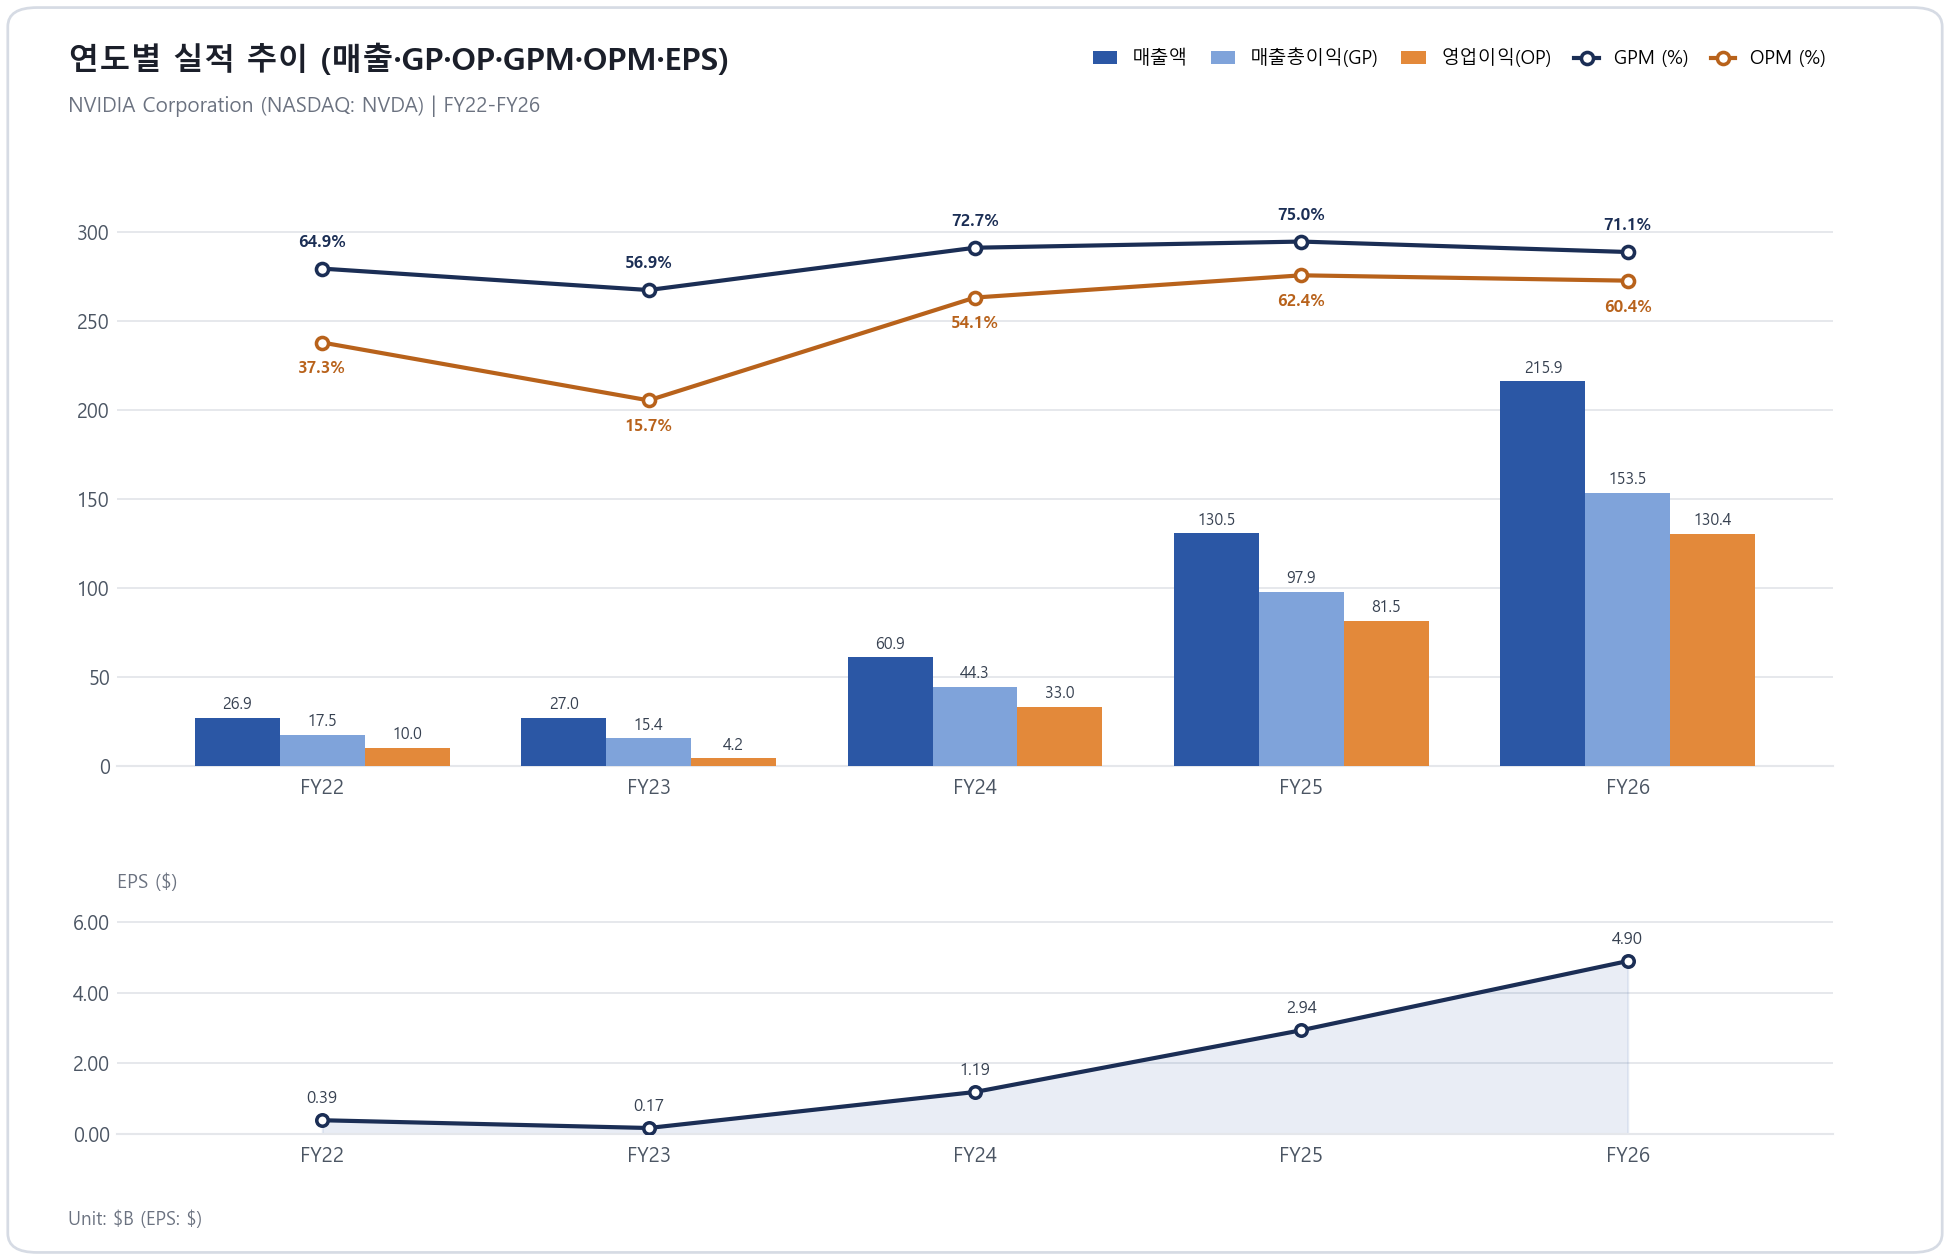 연도별 실적 추이 (매출·GP·OP·GPM·OPM·EPS)
매출액 매출총이익(GP) 영업이익(OP) GPM (%) OPM (%)
NVIDIA Corporation (NASDAQ: NVDA) | FY22-FY26
300
250
200
150
100
50
0
64.9% 56.9% 72.7% 75.0% 71.1%
37.3% 15.7% 54.1% 62.4% 60.4%
26.9 17.5 10.0
27.0 15.4 4.2
60.9 44.3 33.0
130.5 97.9 81.5
215.9 153.5 130.4
FY22 FY23 FY24 FY25 FY26
EPS ($)
6.00
4.00
2.00
0.00
0.39 0.17 1.19 2.94 4.90
FY22 FY23 FY24 FY25 FY26
Unit: $B (EPS: $)